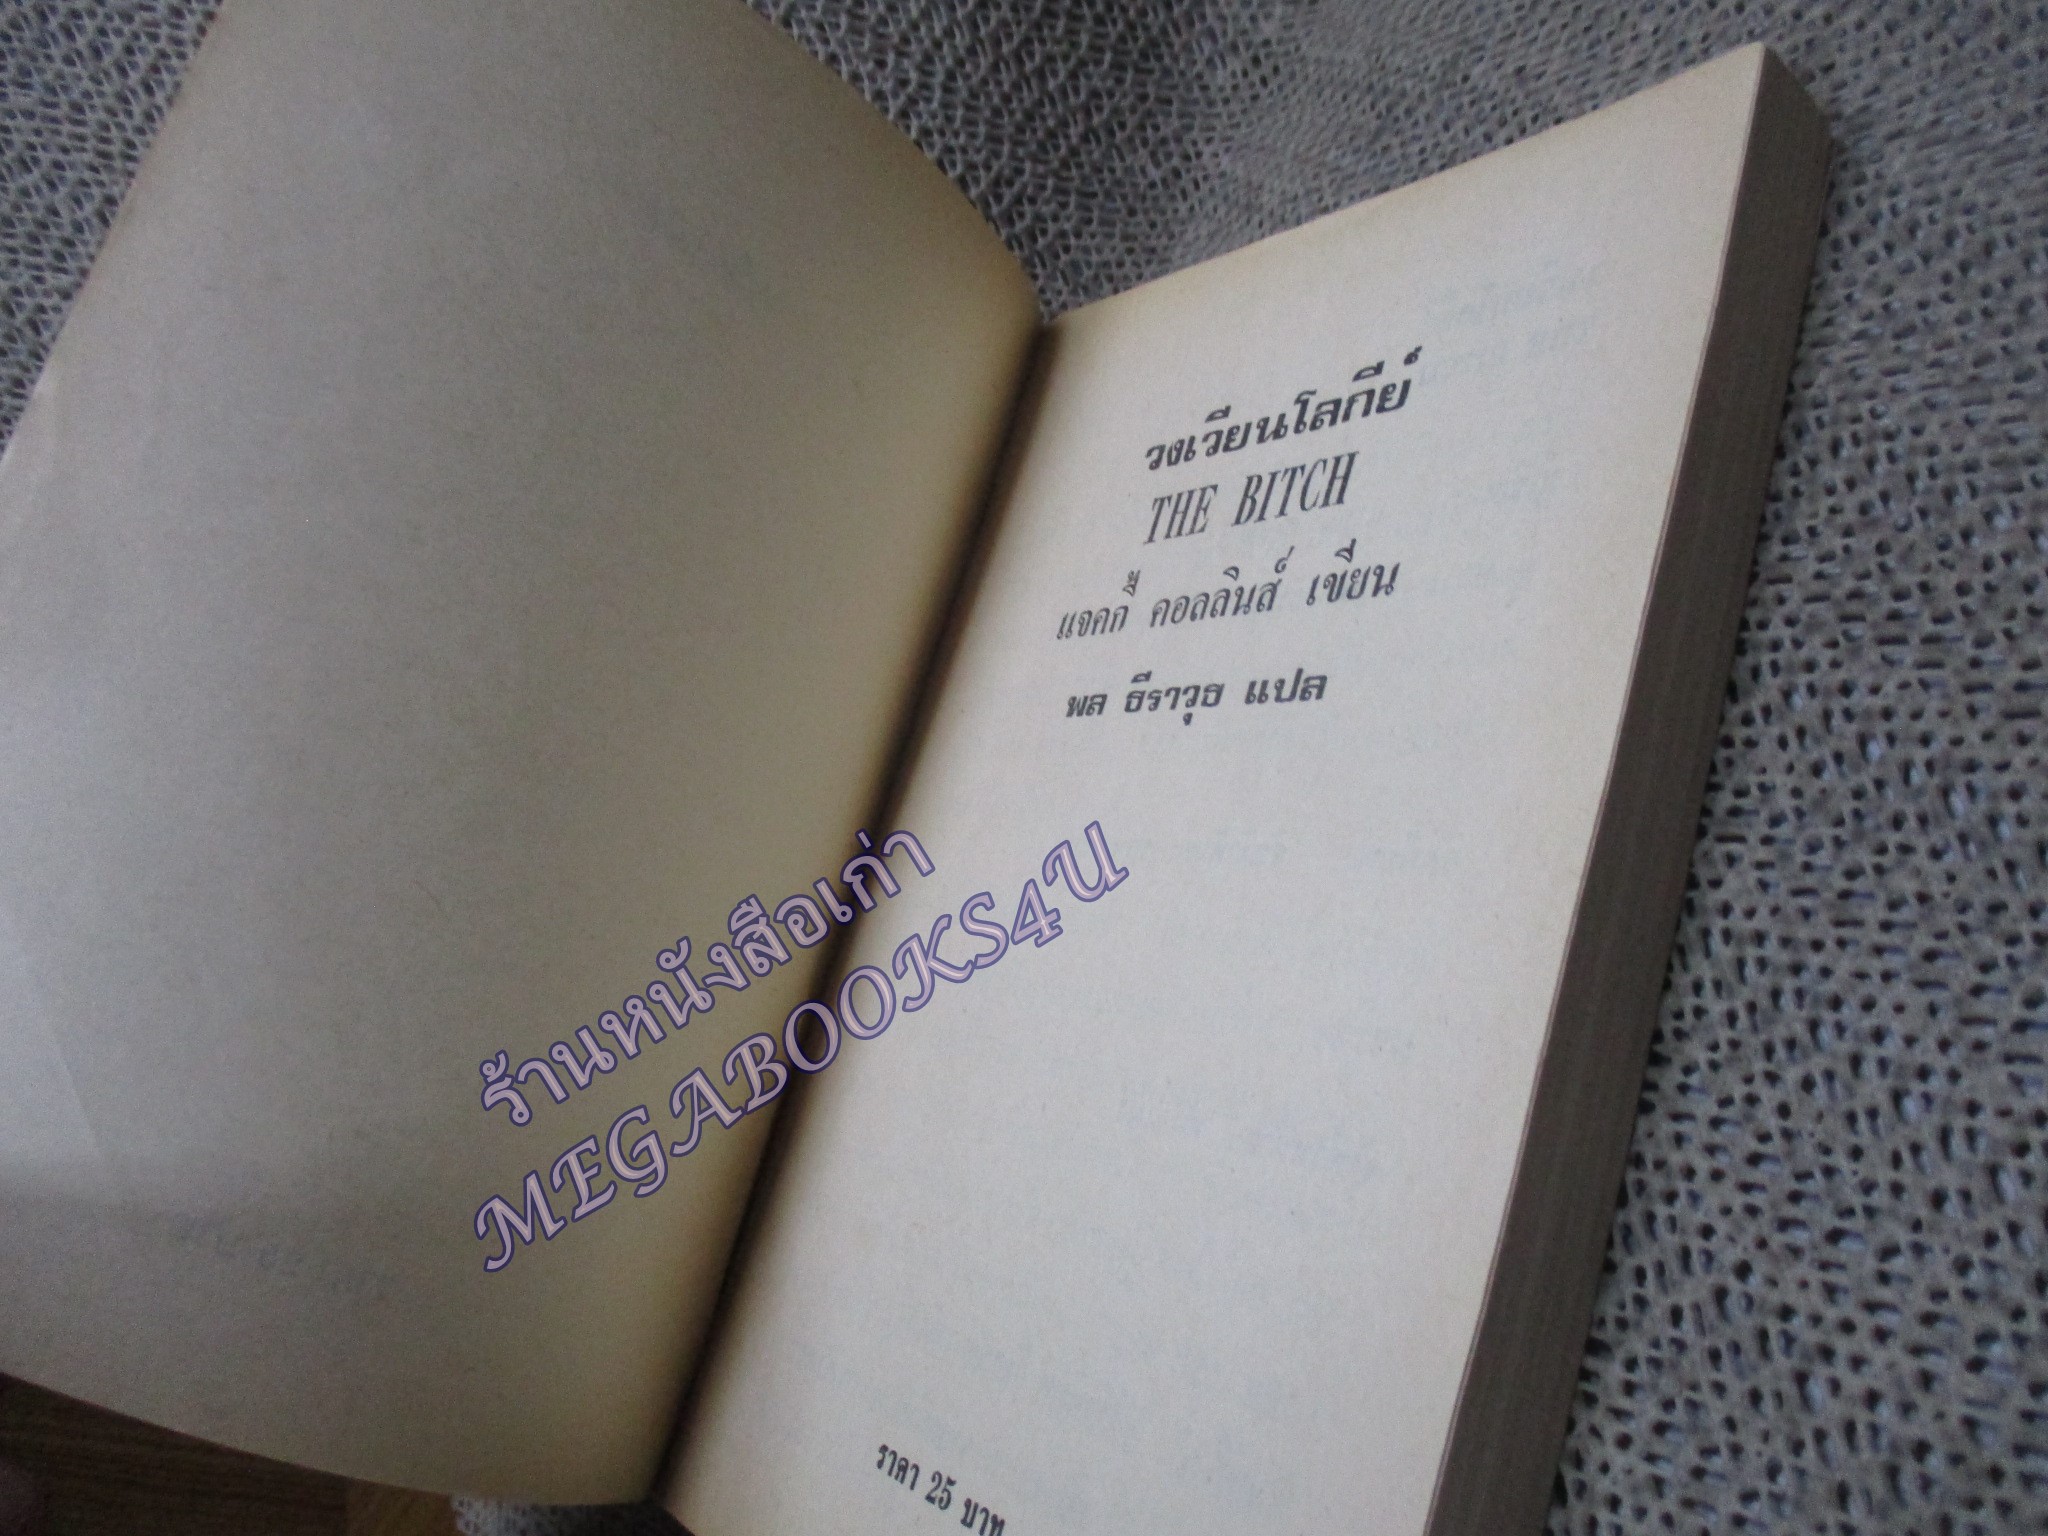 วงเวียนโลกีย์
THE BITCH
แจคกี้ คอลลินส์ เขียน
พล ธีราวุธ แปล
ราคา 25 บาท
ร้านหนังสือเก่า
MEGABOOKS4U